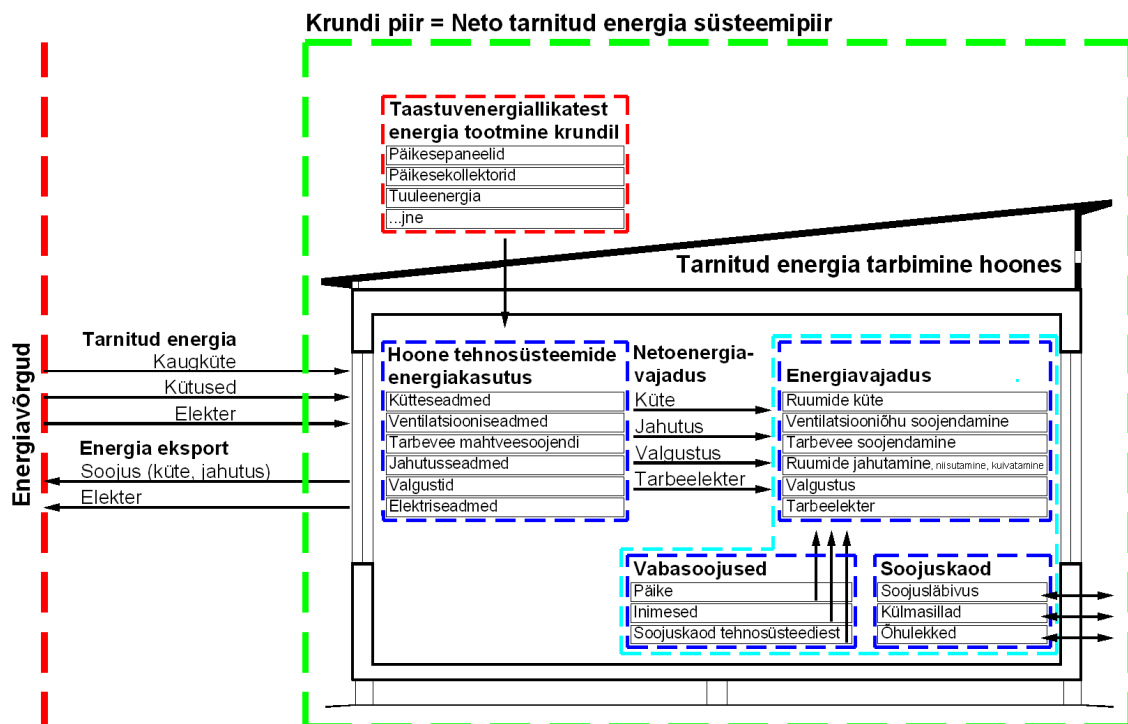 Krundi piir = Neto tarnitud energia süsteemipiir
Taastuvenergiallikatest
energia tootmine krundil
Päikesepaneelid
Päikesekollektorid
Tuuleenergia
...jne
Tarnitud energia tarbimine hoones
Energiavõrgud
Tarnitud energia
Kaugküte
Kütused
Elekter
Energia eksport
Soojus (küte, jahutus)
Elekter
Hoone tehnosüsteemide
energiakasutus
Kütteseadmed
Ventilatsiooniseadmed
Tarbevee mahtveesoojendi
Jahutusseadmed
Valgustid
Elektriseadmed
Netoenergia-
vajadus
Küte
Jahutus
Valgustus
Tarbeelekter
Energiavajadus
Ruumide küte
Ventilatsiooniõhu soojendamine
Tarbevee soojendamine
Ruumide jahutamine, niisutamine, kuivatamine
Valgustus
Tarbeelekter
Vabasoojused
Päike
Inimesed
Soojuskaod tehnosüsteediest
Soojuskaod
Soojusläbivus
Külmasillad
Õhulekked